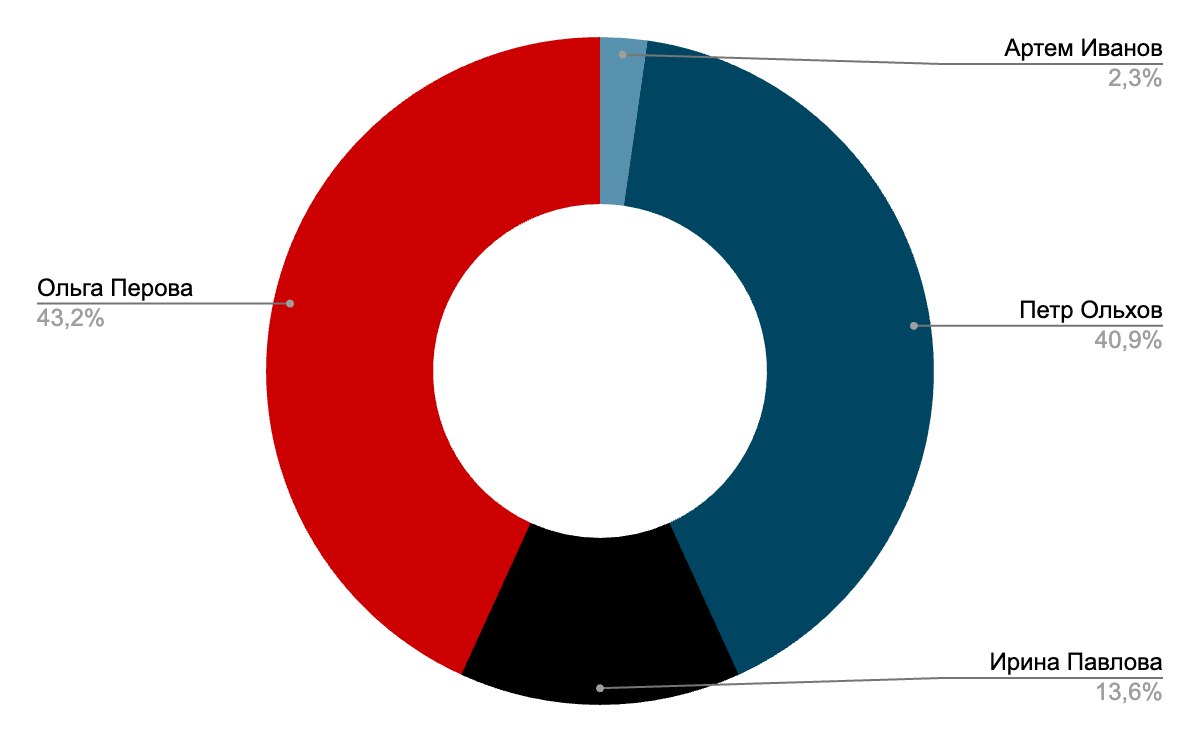 Артем Иванов
2,3%
Ольга Перова
43,2%
Петр Ольхов
40,9%
Ирина Павлова
13,6%